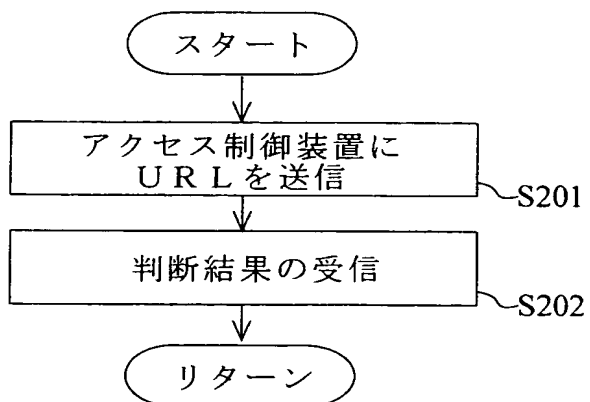 スタート
アクセス制御装置に
ＵＲＬを送信
S201
判断結果の受信
S202
リターン